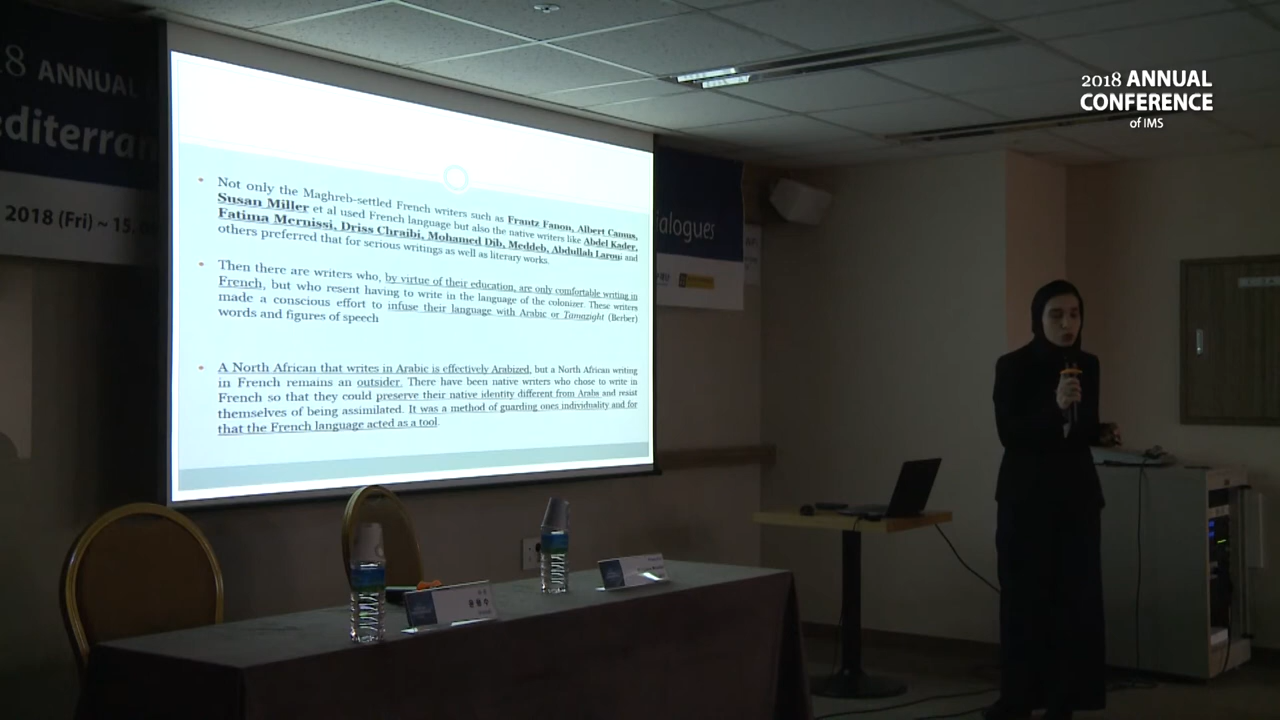 8 ANNUAL
editerran
2018 (Fri) ~ 15.
2018 ANNUAL
CONFERENCE
of IMS
alogues
• Not only the Maghreb-settled French writers such as Frantz Fanon, Albert Camus,
Susan Miller et al used French language but also the native writers like Abdel Kader,
Fatima Mernissi, Driss Chraibi, Mohamed Dib, Meddeb, Abdullah Laroui and
others preferred that for serious writings as well as literary works.
• Then there are writers who, by virtue of their education, are only comfortable writing in
French, but who resent having to write in the language of the colonizer. These writers
made a conscious effort to infuse their language with Arabic or Tamazight (Berber)
words and figures of speech
• A North African that writes in Arabic is effectively Arabized, but a North African writing
in French remains an outsider. There have been native writers who chose to write in
French so that they could preserve their native identity different from Arabs and resist
themselves of being assimilated. It was a method of guarding ones individuality and for
that the French language acted as a tool.